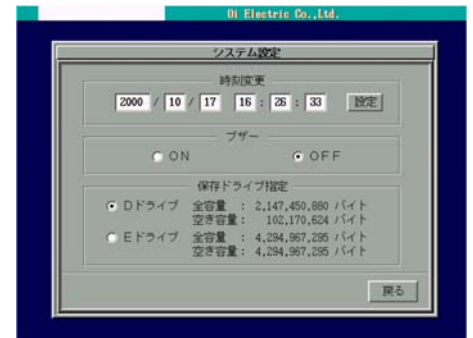 Oi Electric Co.,Ltd.
システム設定
時刻変更
2000 / 10 / 17 16 : 26 : 33 設定
ブザー
ON OFF
保存ドライブ指定
Dドライブ 全容量 : 2,147,450,880 バイト
空き容量 : 102,170,624 バイト
Eドライブ 全容量 : 4,294,967,295 バイト
空き容量 : 4,294,967,295 バイト
戻る